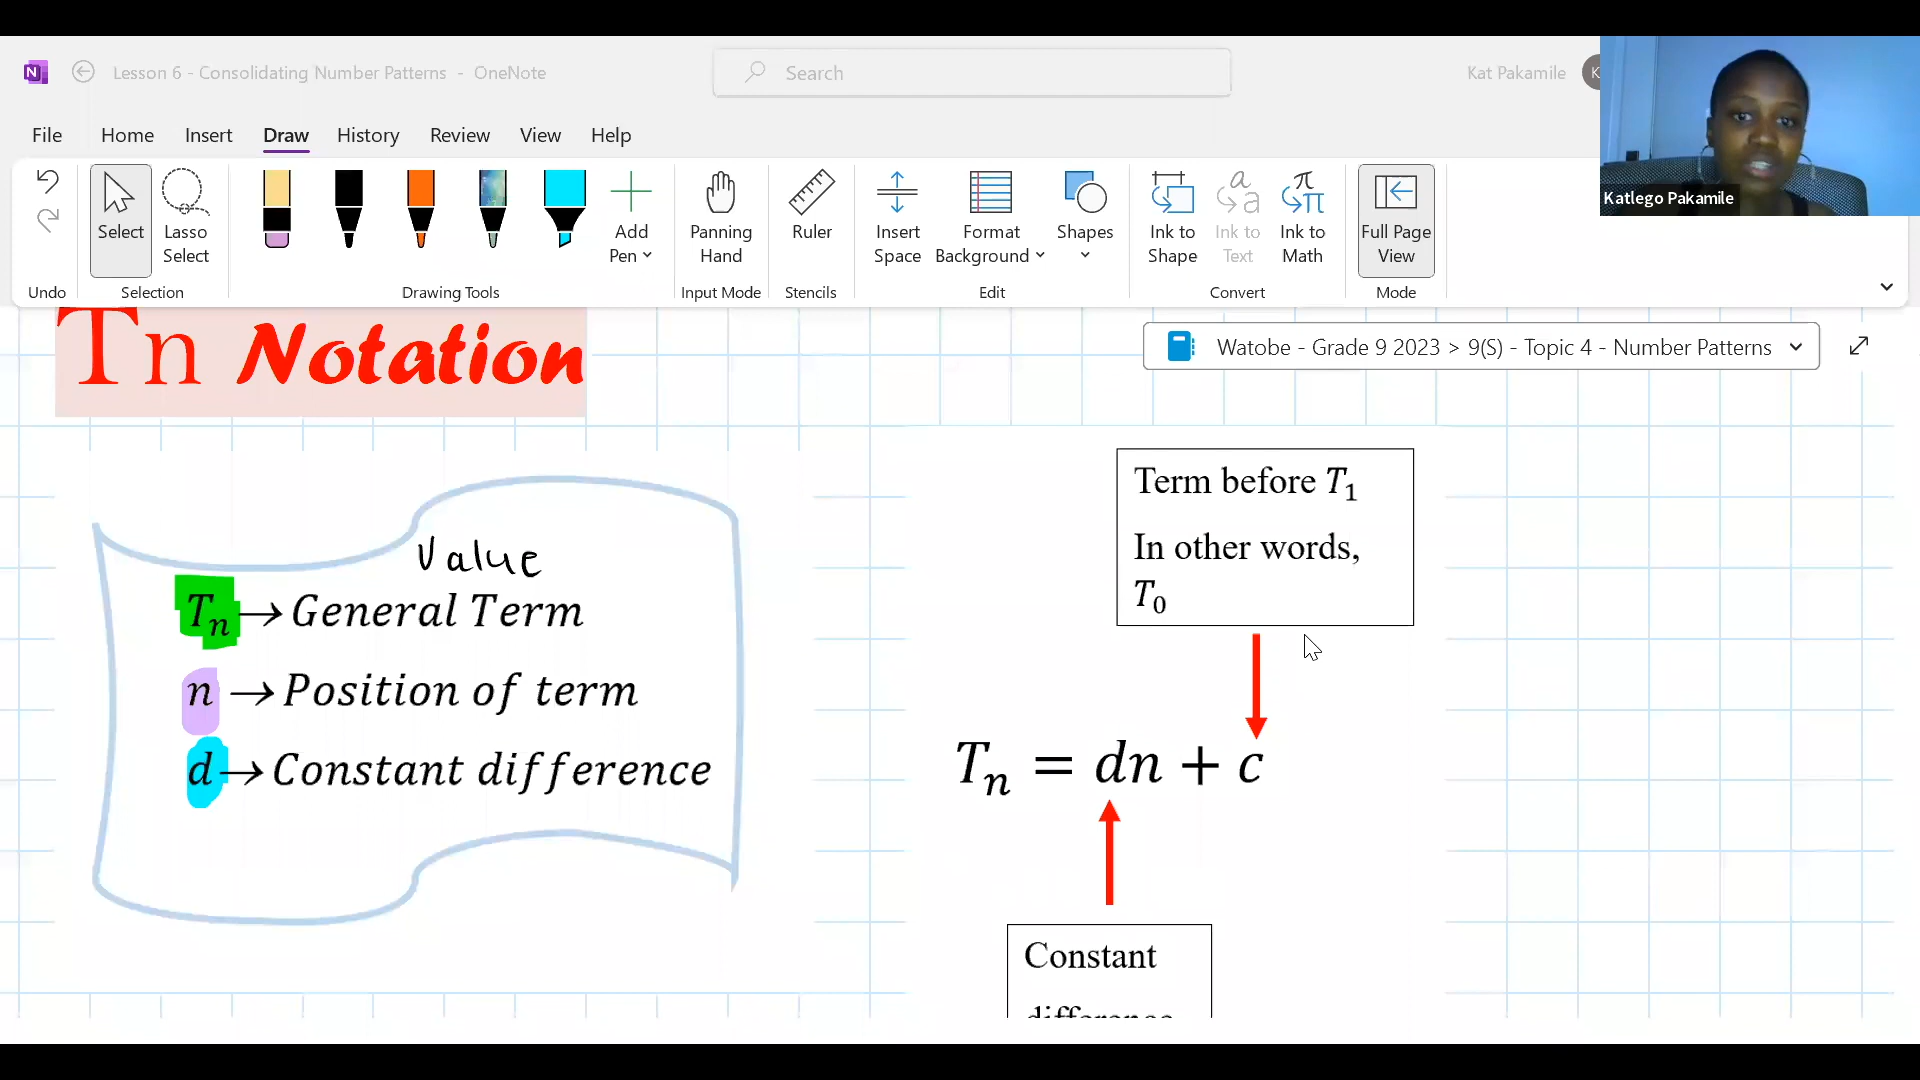 N Lesson 6 - Consolidating Number Patterns - OneNote
Search
Kat Pakamile K
Katlego Pakamile
File Home Insert Draw History Review View Help
Select
Lasso Select
Add Pen
Panning Hand
Ruler
Insert Space
Format Background
Shapes
Ink to Shape
Ink to Text
Ink to Math
Full Page View
Undo Selection Drawing Tools Input Mode Stencils Edit Convert Mode
Tn Notation
Watobe - Grade 9 2023 > 9(S) - Topic 4 - Number Patterns
Value
Tₙ → General Term
n → Position of term
d → Constant difference
Term before T₁
In other words,
T₀
Tₙ = dn + c
Constant
difference